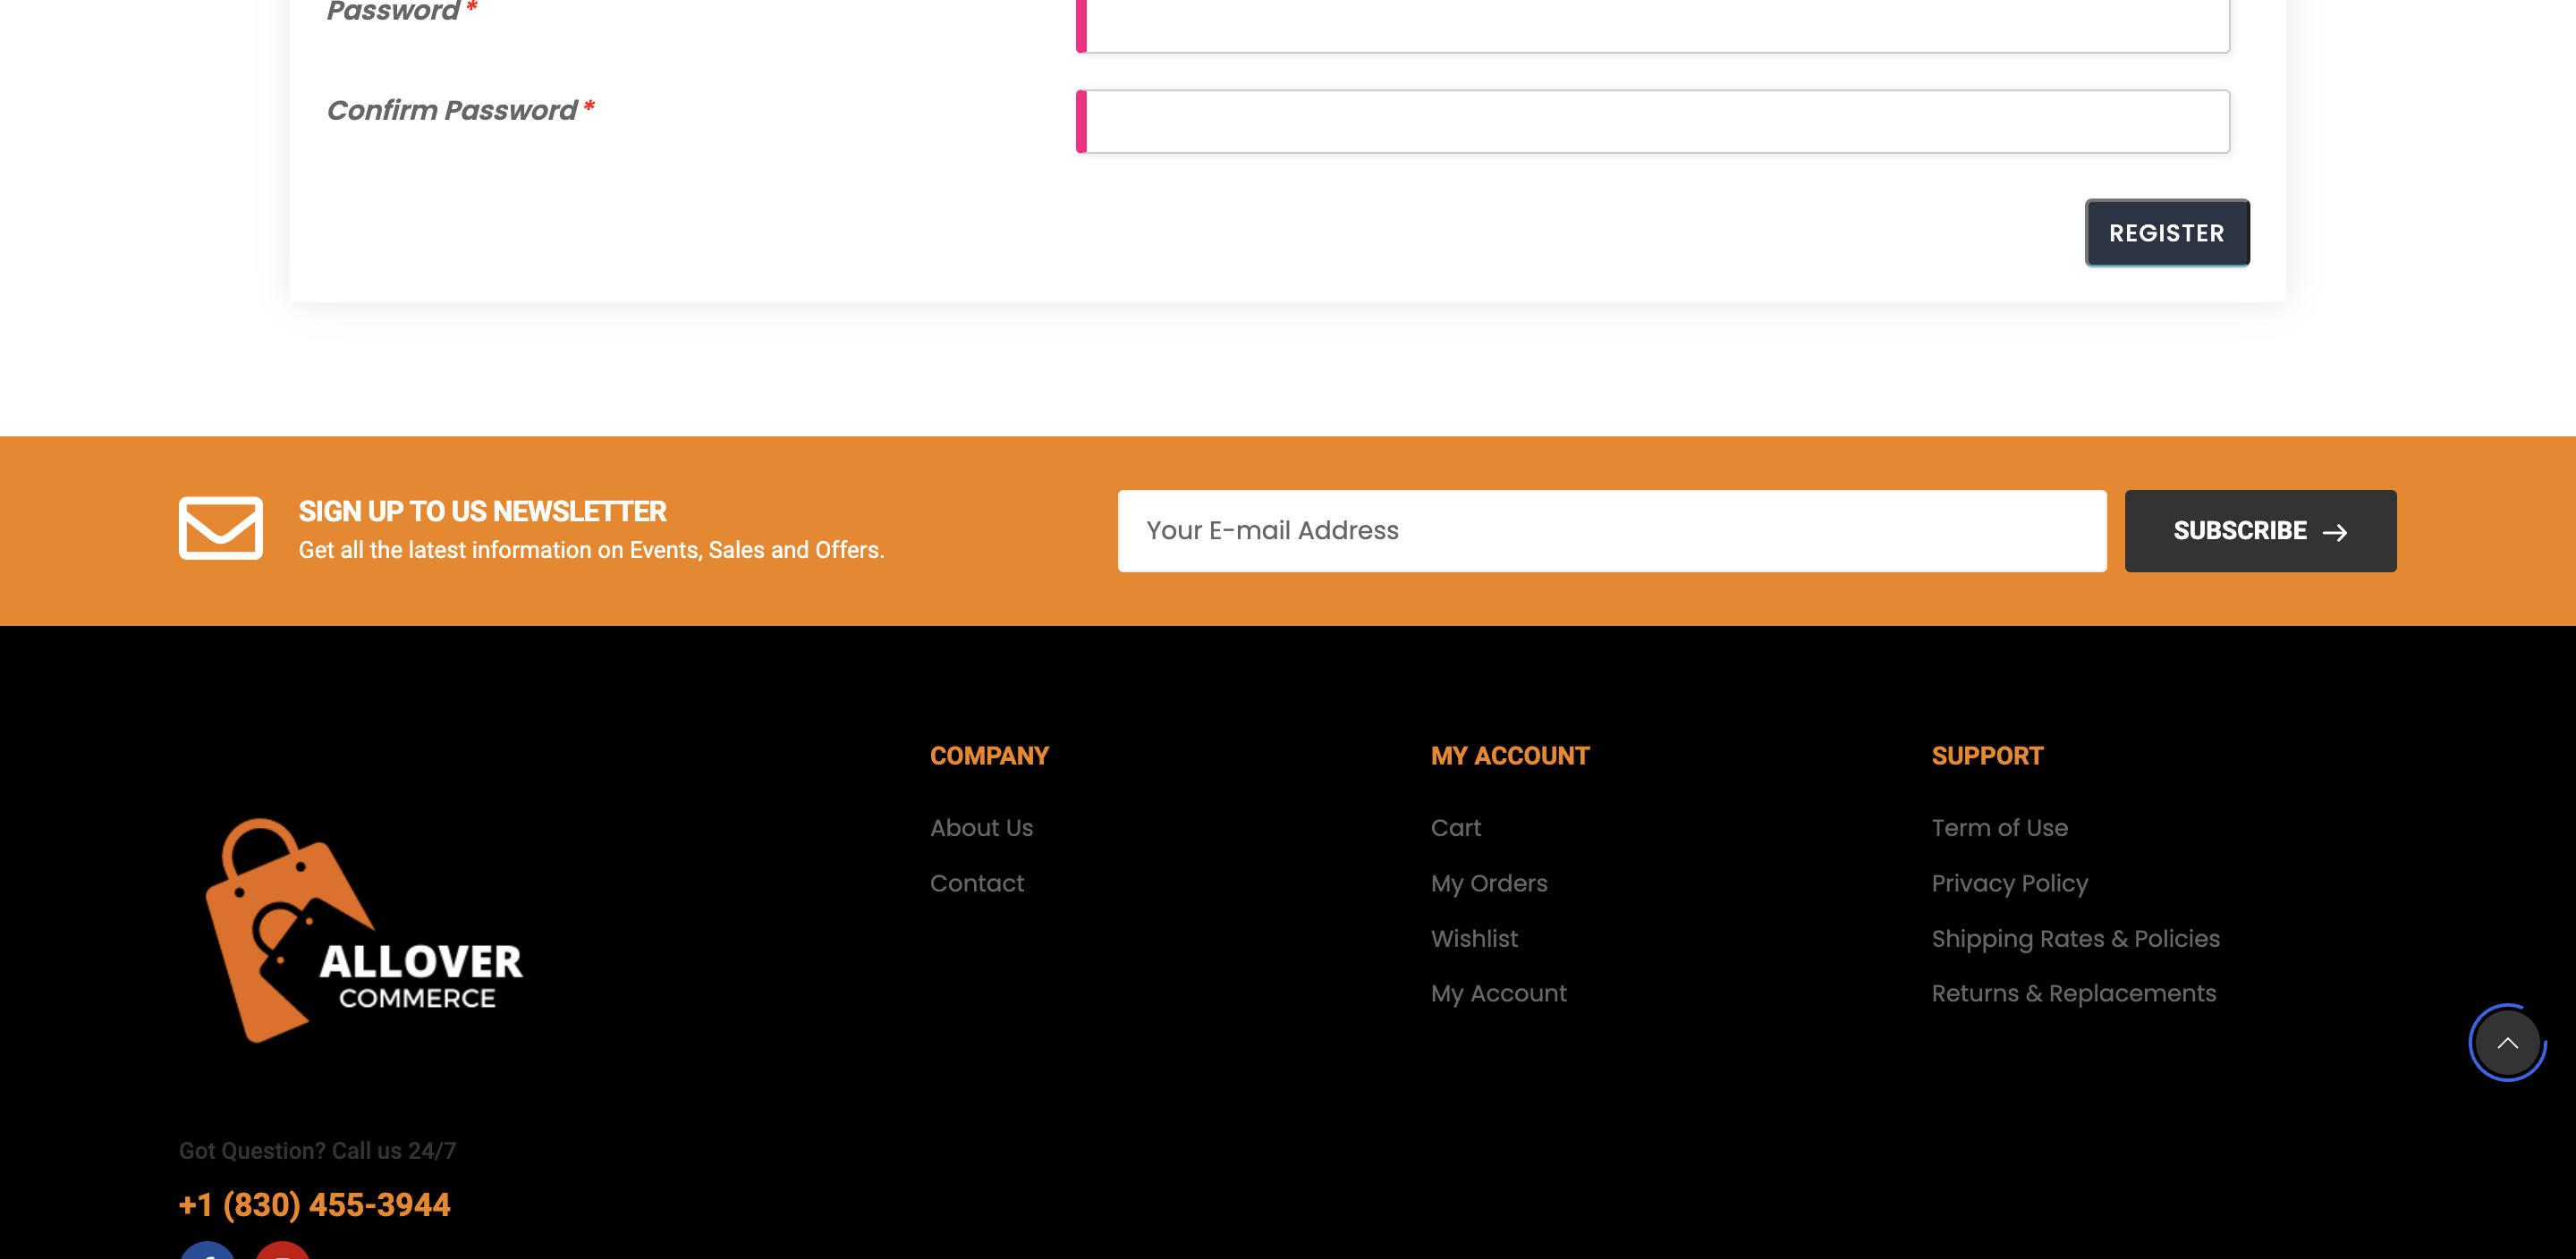 Password *
Confirm Password *
REGISTER
SIGN UP TO US NEWSLETTER
Get all the latest information on Events, Sales and Offers.
Your E-mail Address
SUBSCRIBE →
COMPANY
About Us
Contact
MY ACCOUNT
Cart
My Orders
Wishlist
My Account
SUPPORT
Term of Use
Privacy Policy
Shipping Rates & Policies
Returns & Replacements
ALLOVER
COMMERCE
Got Question? Call us 24/7
+1 (830) 455-3944